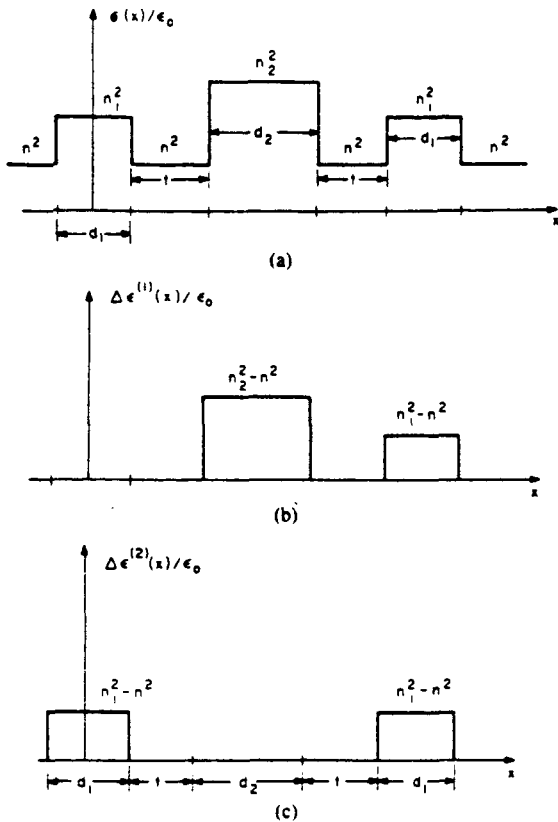 ϵ(x)/ϵ₀
n₂²
n₁² n₁²
n² n² d₂ n² d₁ n²
t t
d₁ x
(a)
Δϵ⁽¹⁾(x)/ϵ₀
n₂²-n²
n₁²-n²
x
(b)
Δϵ⁽²⁾(x)/ϵ₀
n₁²-n² n₁²-n²
x
d₁ t d₂ t d₁
(c)